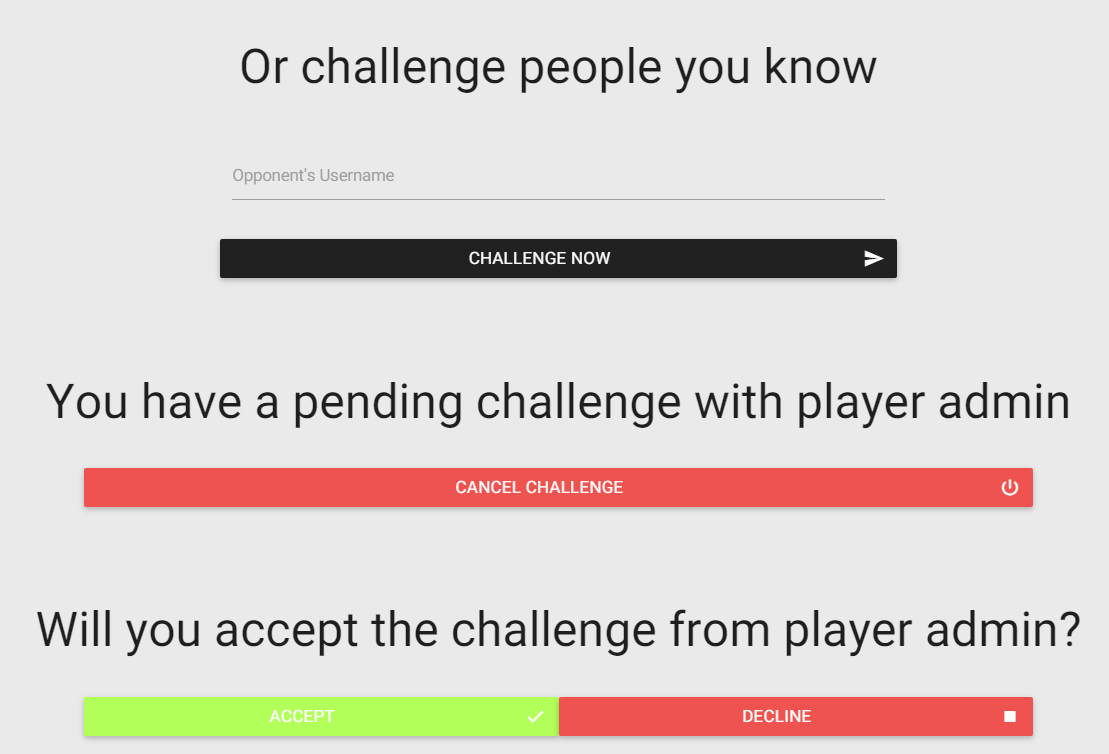 Or challenge people you know
Opponent's Username
CHALLENGE NOW
You have a pending challenge with player admin
CANCEL CHALLENGE
Will you accept the challenge from player admin?
ACCEPT
DECLINE